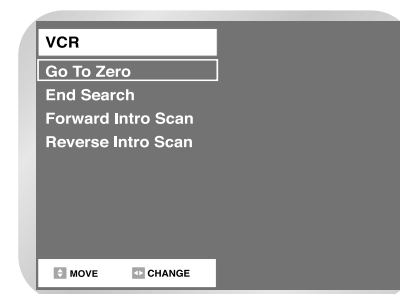 VCR
Go To Zero
End Search
Forward Intro Scan
Reverse Intro Scan
MOVE CHANGE